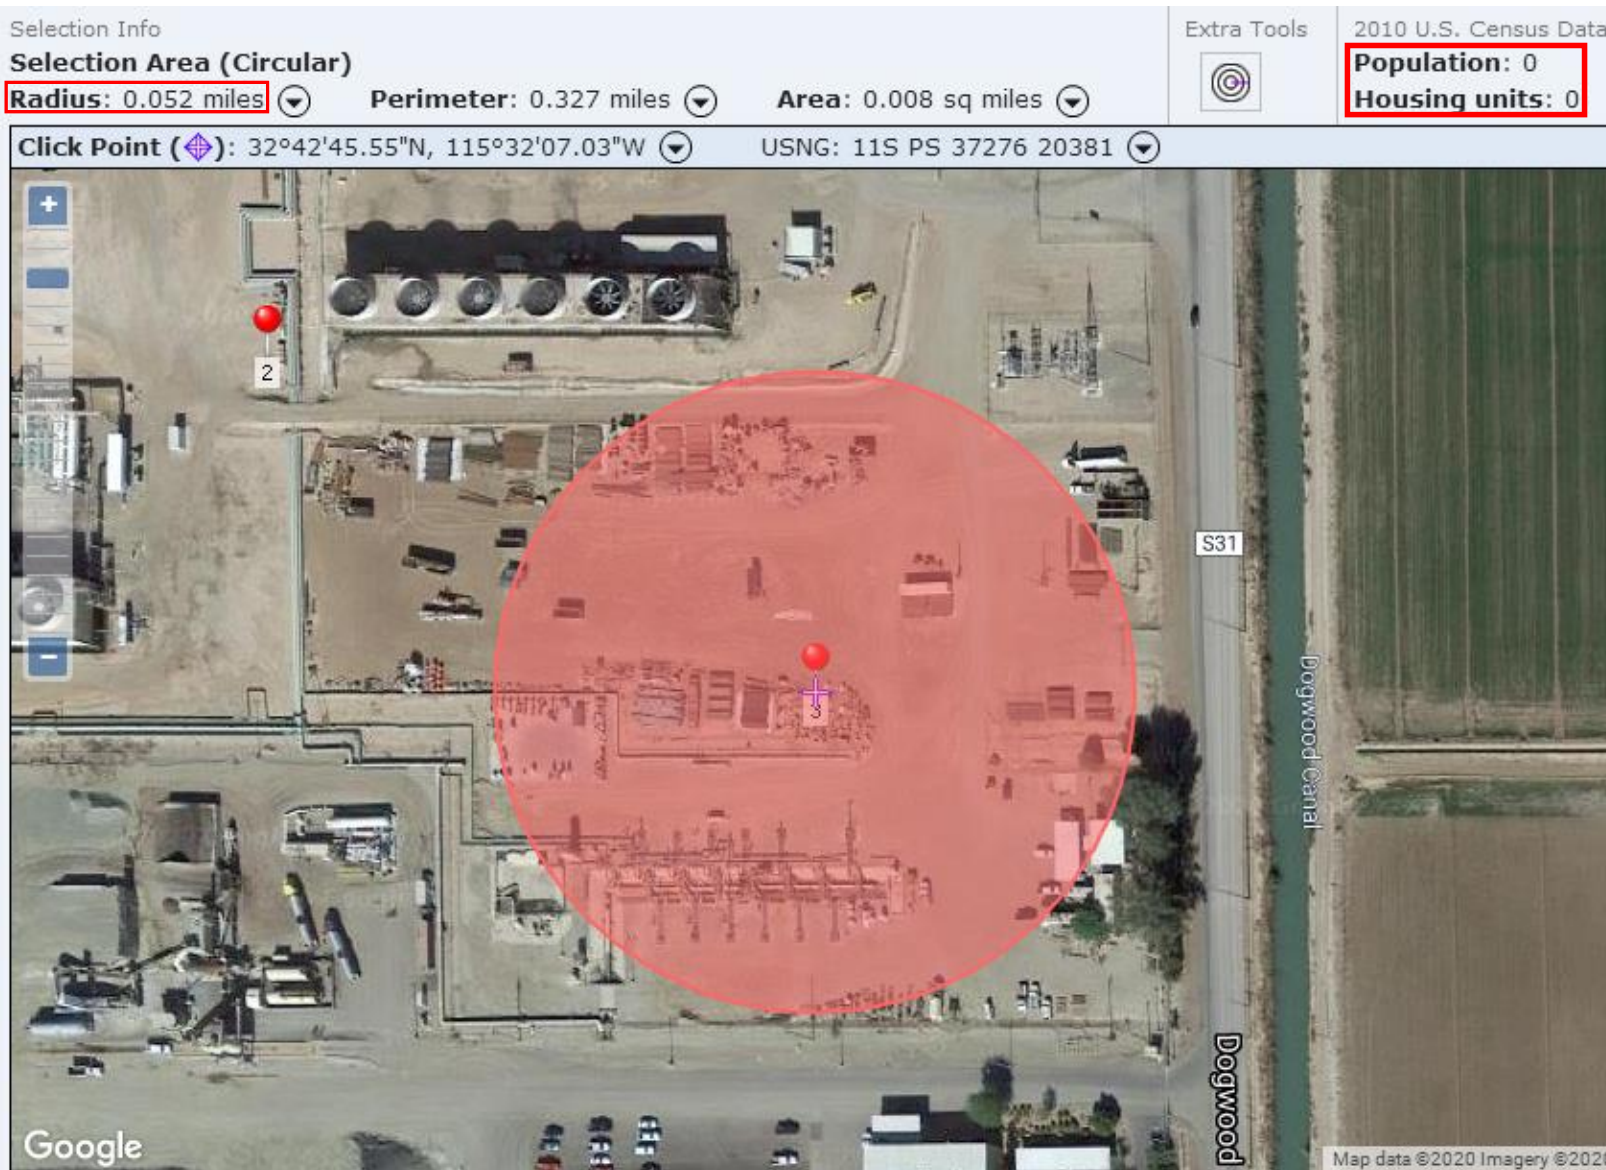 Selection Info
Selection Area (Circular)
Radius: 0.052 miles Perimeter: 0.327 miles Area: 0.008 sq miles
Extra Tools
2010 U.S. Census Data
Population: 0
Housing units: 0
Click Point ( ): 32°42'45.55"N, 115°32'07.03"W USNG: 11S PS 37276 20381
+
2
S31
3
-
Dogwood Canal
Dogwood
Google
Map data ©2020 Imagery ©2020